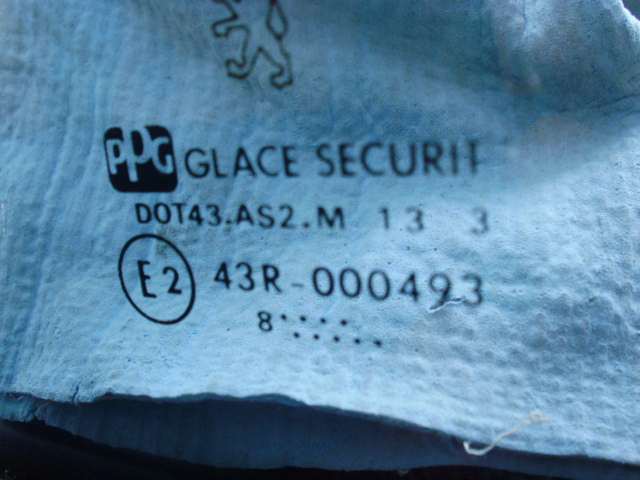 PPG GLACE SECURIT
DOT43.AS2.M 13 3
E2 43R-000493
8